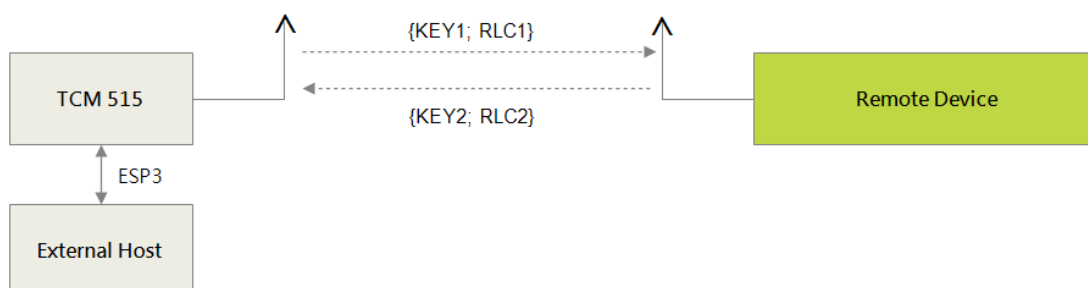 {KEY1; RLC1}
TCM 515
Remote Device
{KEY2; RLC2}
ESP3
External Host